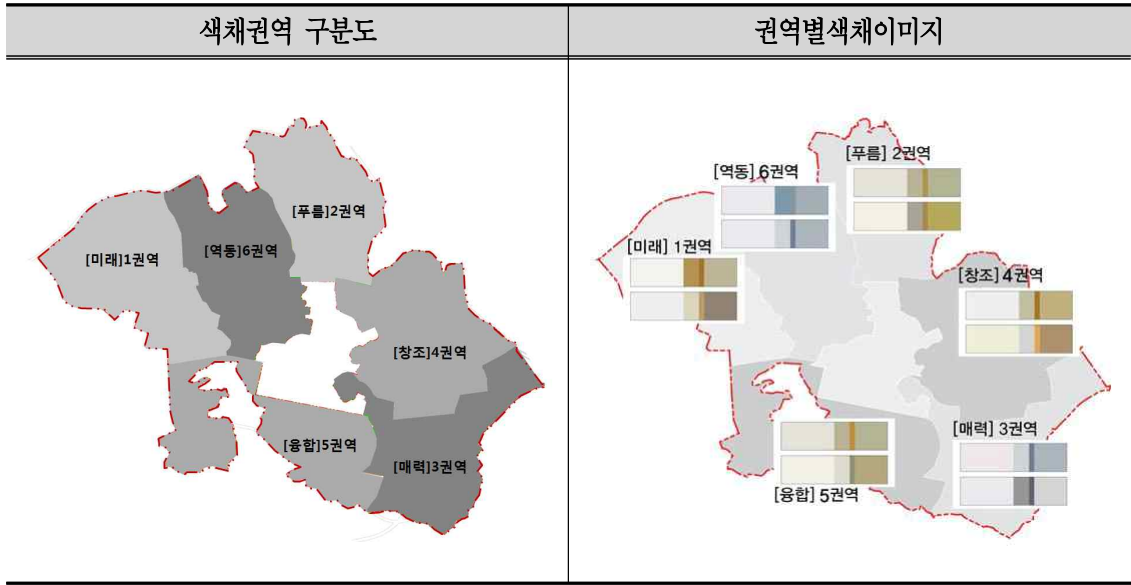 색채권역 구분도
권역별색채이미지
[푸름]2권역
[역동]6권역
[미래]1권역
[창조]4권역
[융합]5권역
[매력]3권역
[푸름] 2권역
[역동] 6권역
[미래] 1권역
[창조] 4권역
[매력] 3권역
[융합] 5권역